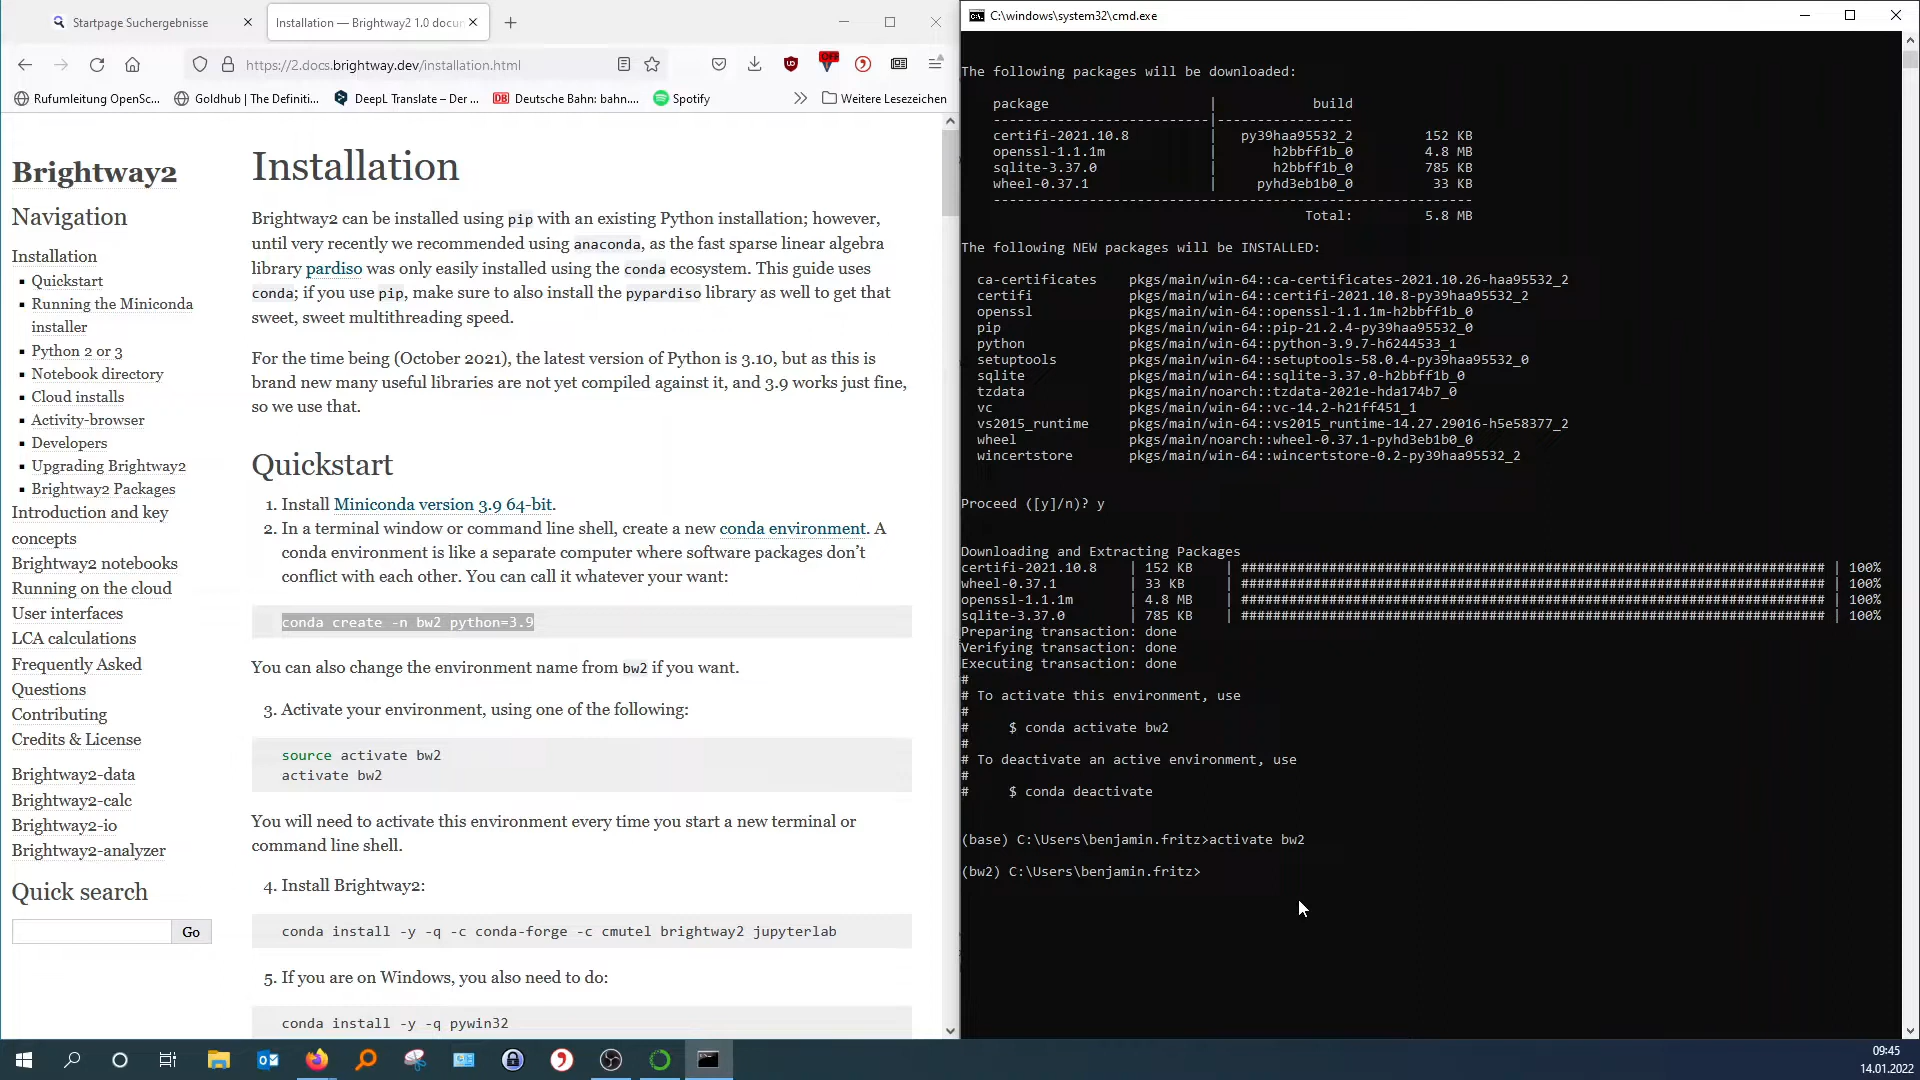 Startpage Suchergebnisse
Installation — Brightway2 1.0 docu
https://2.docs.brightway.dev/installation.html
Rufumleitung OpenSc...
Goldhub | The Definiti...
DeepL Translate – Der ...
Deutsche Bahn: bahn....
Spotify
Weitere Lesezeichen
Brightway2
Navigation
Installation
Quickstart
Running the Miniconda
installer
Python 2 or 3
Notebook directory
Cloud installs
Activity-browser
Developers
Upgrading Brightway2
Brightway2 Packages
Introduction and key
concepts
Brightway2 notebooks
Running on the cloud
User interfaces
LCA calculations
Frequently Asked
Questions
Contributing
Credits & License
Brightway2-data
Brightway2-calc
Brightway2-io
Brightway2-analyzer
Quick search
Go
Installation
Brightway2 can be installed using pip with an existing Python installation; however,
until very recently we recommended using anaconda, as the fast sparse linear algebra
library pardiso was only easily installed using the conda ecosystem. This guide uses
conda; if you use pip, make sure to also install the pypardiso library as well to get that
sweet, sweet multithreading speed.
For the time being (October 2021), the latest version of Python is 3.10, but as this is
brand new many useful libraries are not yet compiled against it, and 3.9 works just fine,
so we use that.
Quickstart
1. Install Miniconda version 3.9 64-bit.
2. In a terminal window or command line shell, create a new conda environment. A
conda environment is like a separate computer where software packages don't
conflict with each other. You can call it whatever your want:
conda create -n bw2 python=3.9
You can also change the environment name from bw2 if you want.
3. Activate your environment, using one of the following:
source activate bw2
activate bw2
You will need to activate this environment every time you start a new terminal or
command line shell.
4. Install Brightway2:
conda install -y -q -c conda-forge -c cmutel brightway2 jupyterlab
5. If you are on Windows, you also need to do:
conda install -y -q pywin32
C:\windows\system32\cmd.exe
The following packages will be downloaded:
package | build
---------------------------|-----------------
certifi-2021.10.8 | py39haa95532_2 152 KB
openssl-1.1.1m | h2bbff1b_0 4.8 MB
sqlite-3.37.0 | h2bbff1b_0 785 KB
wheel-0.37.1 | pyhd3eb1b0_0 33 KB
------------------------------------------------------------
Total: 5.8 MB
The following NEW packages will be INSTALLED:
ca-certificates pkgs/main/win-64::ca-certificates-2021.10.26-haa95532_2
certifi pkgs/main/win-64::certifi-2021.10.8-py39haa95532_2
openssl pkgs/main/win-64::openssl-1.1.1m-h2bbff1b_0
pip pkgs/main/win-64::pip-21.2.4-py39haa95532_0
python pkgs/main/win-64::python-3.9.7-h6244533_1
setuptools pkgs/main/win-64::setuptools-58.0.4-py39haa95532_0
sqlite pkgs/main/win-64::sqlite-3.37.0-h2bbff1b_0
tzdata pkgs/main/noarch::tzdata-2021e-hda174b7_0
vc pkgs/main/win-64::vc-14.2-h21ff451_1
vs2015_runtime pkgs/main/win-64::vs2015_runtime-14.27.29016-h5e58377_2
wheel pkgs/main/noarch::wheel-0.37.1-pyhd3eb1b0_0
wincertstore pkgs/main/win-64::wincertstore-0.2-py39haa95532_2
Proceed ([y]/n)? y
Downloading and Extracting Packages
certifi-2021.10.8 | 152 KB | ######################################################################### | 100%
wheel-0.37.1 | 33 KB | ######################################################################### | 100%
openssl-1.1.1m | 4.8 MB | ######################################################################### | 100%
sqlite-3.37.0 | 785 KB | ######################################################################### | 100%
Preparing transaction: done
Verifying transaction: done
Executing transaction: done
#
# To activate this environment, use
#
# $ conda activate bw2
#
# To deactivate an active environment, use
#
# $ conda deactivate
(base) C:\Users\benjamin.fritz>activate bw2
(bw2) C:\Users\benjamin.fritz>
09:45
14.01.2022